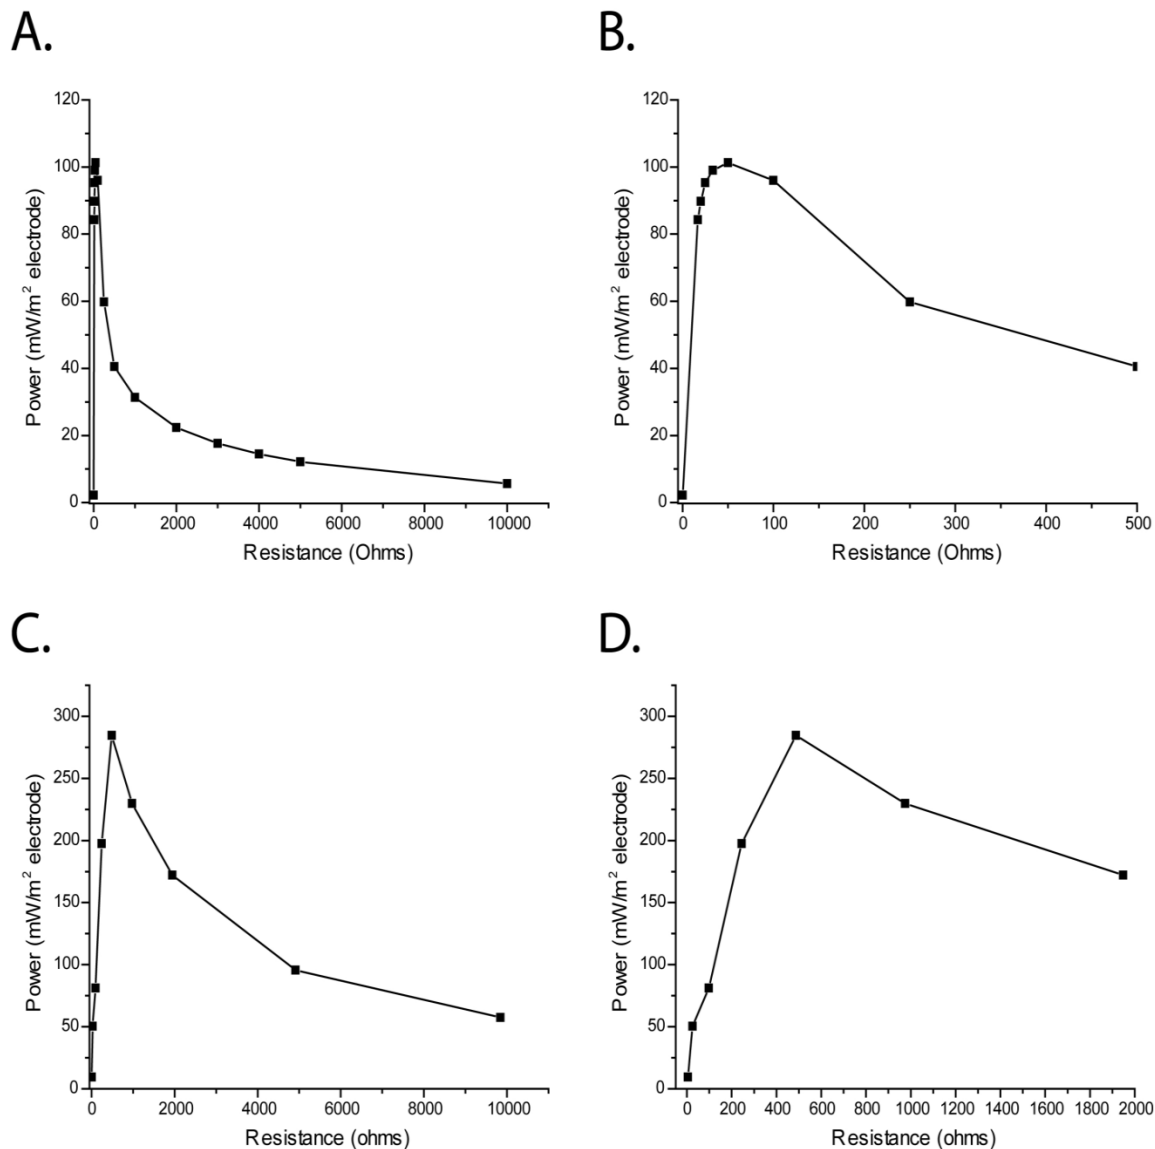 A.
120
100
80
60
40
20
0
Power (mW/m² electrode)
0 2000 4000 6000 8000 10000
Resistance (Ohms)
B.
120
100
80
60
40
20
0
Power (mW/m² electrode)
0 100 200 300 400 500
Resistance (Ohms)
C.
300
250
200
150
100
50
0
Power (mW/m² electrode)
0 2000 4000 6000 8000 10000
Resistance (ohms)
D.
300
250
200
150
100
50
0
Power (mW/m² electrode)
0 200 400 600 800 1000 1200 1400 1600 1800 2000
Resistance (ohms)